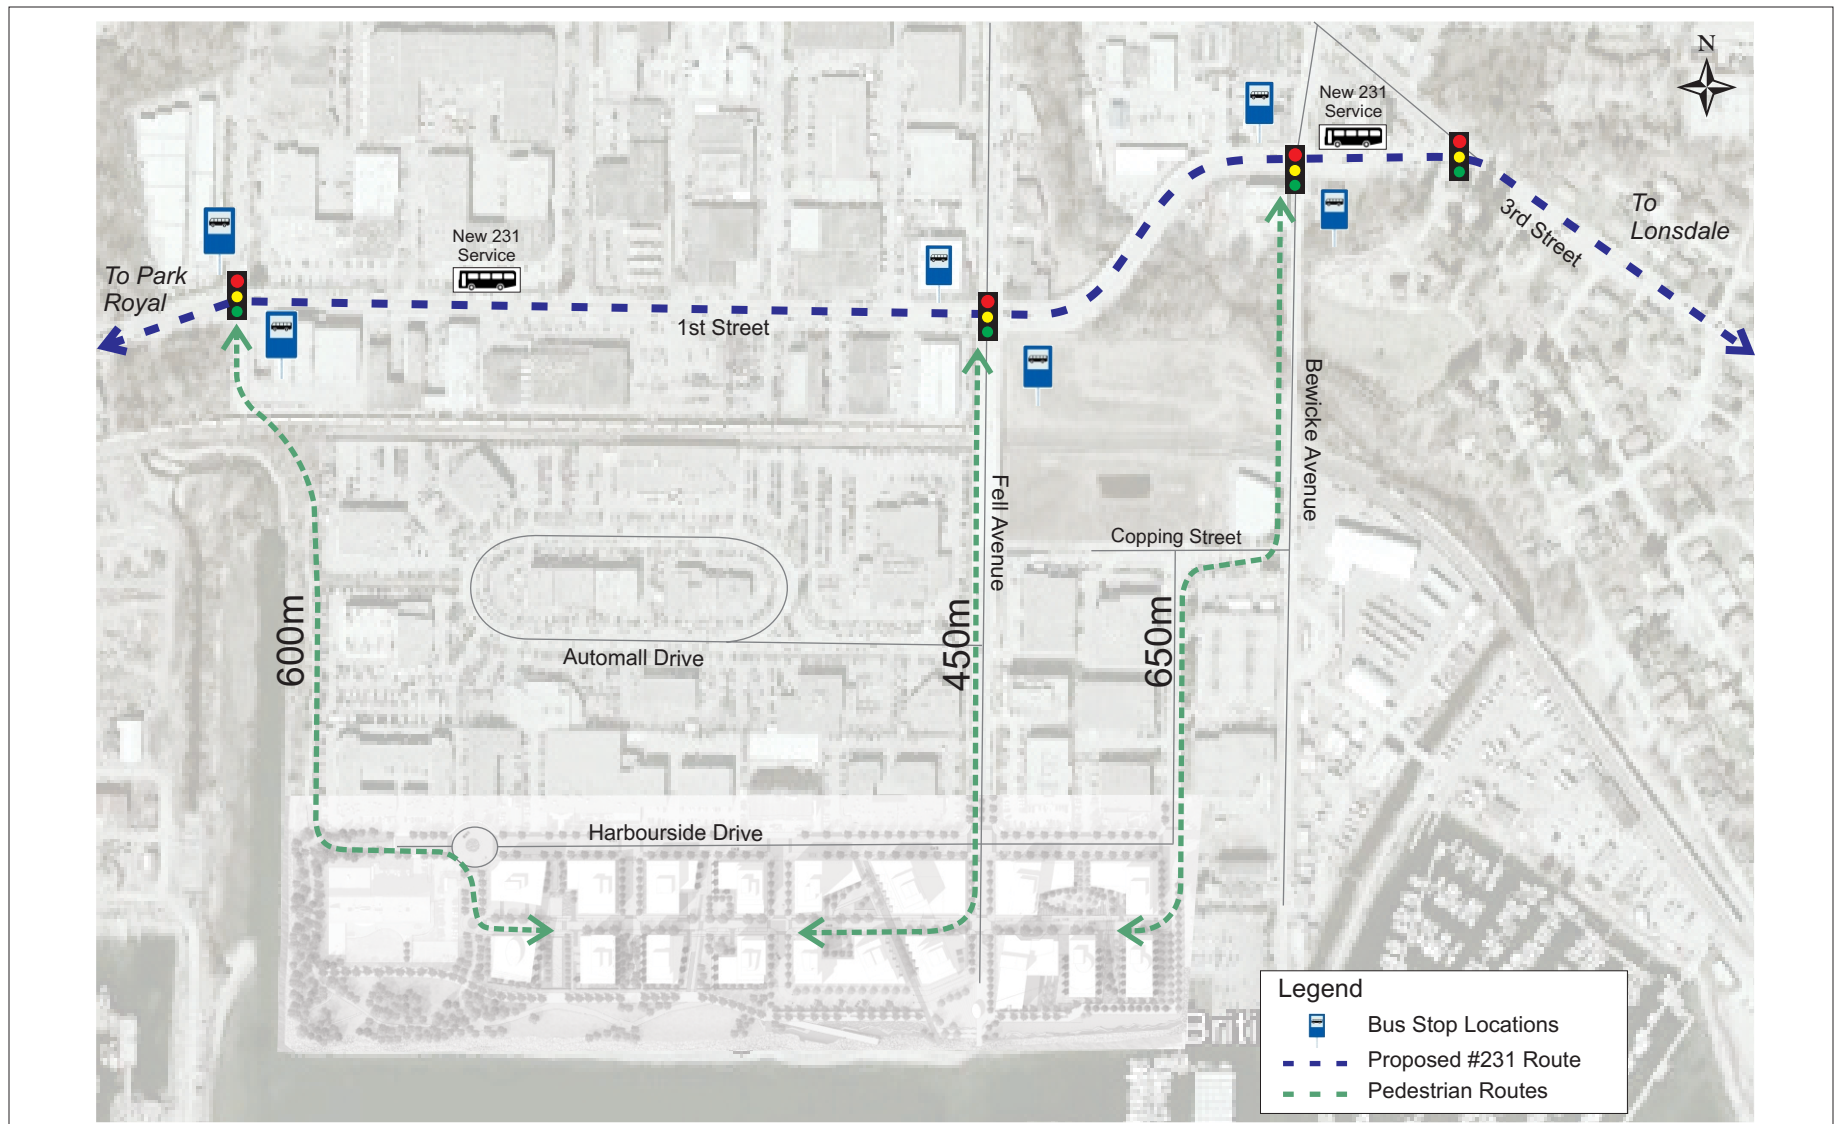 N
New 231
Service
To
Lonsdale
3rd Street
New 231
Service
To Park
Royal
1st Street
Bewicke Avenue
Fell Avenue
Copping Street
600m
450m
650m
Automall Drive
Harbourside Drive
Briti
Legend
Bus Stop Locations
Proposed #231 Route
Pedestrian Routes